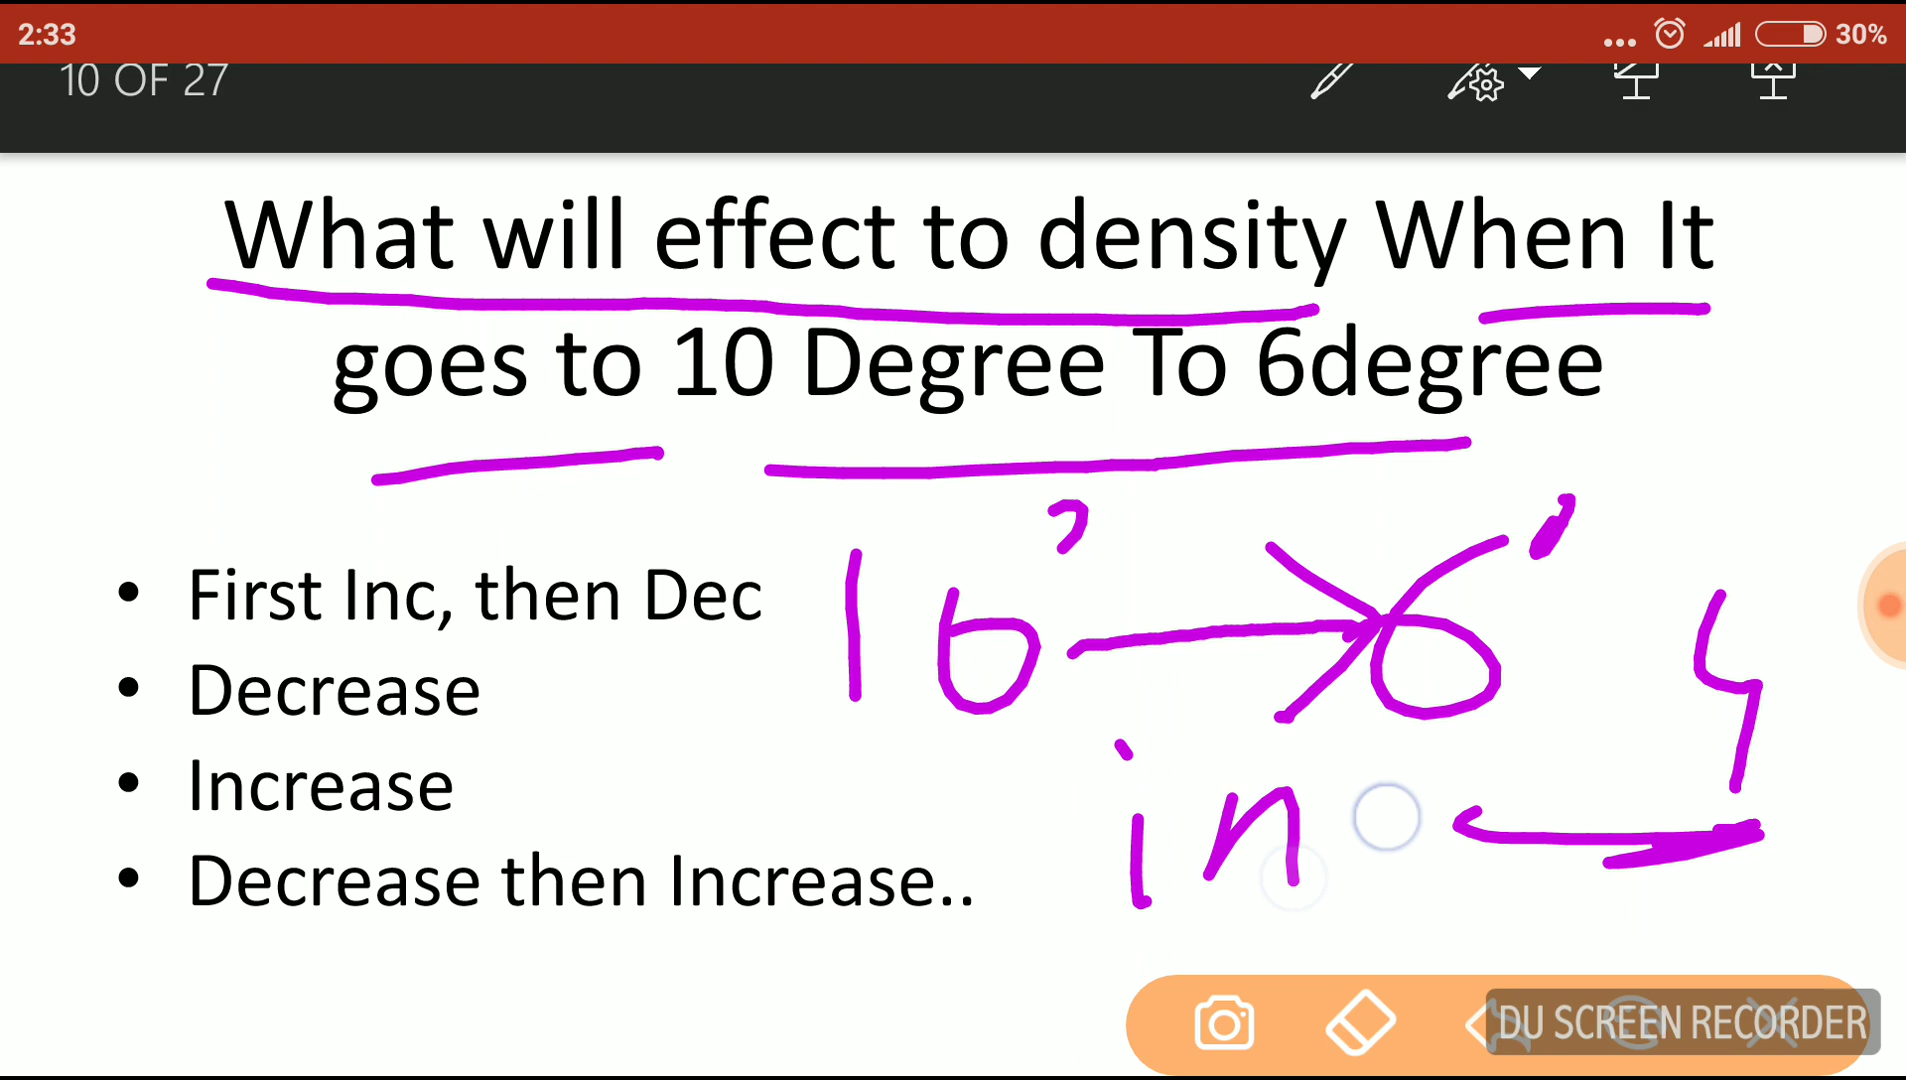 2:33
30%
10 OF 27
What will effect to density When It
goes to 10 Degree To 6degree
10 → 6
4
• First Inc, then Dec
• Decrease
• Increase
• Decrease then Increase..
in
DU SCREEN RECORDER